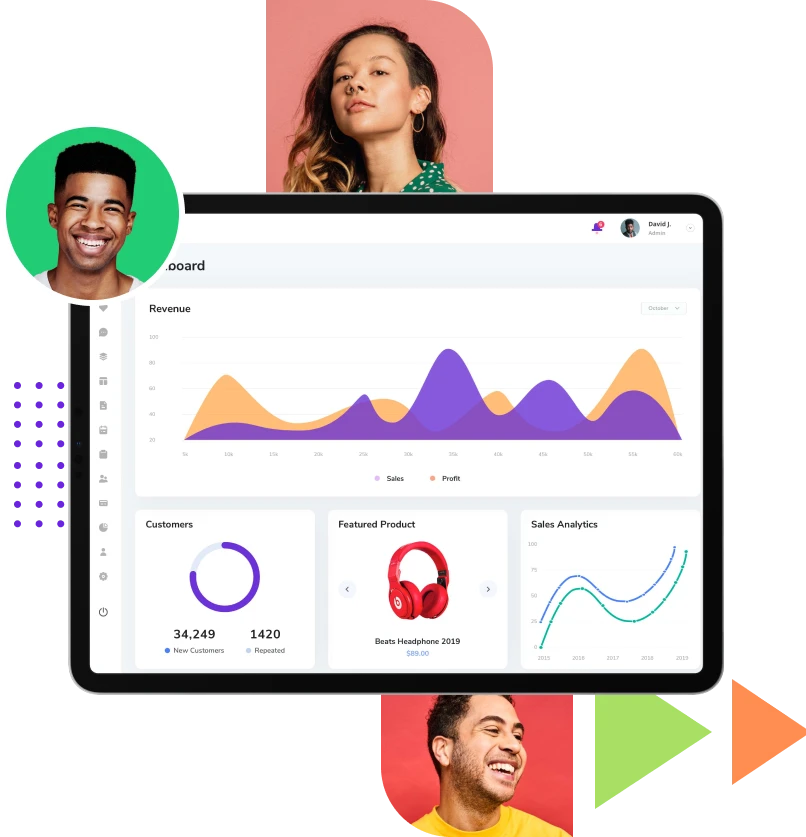 David J.
Admin
board
Revenue
October
100
80
60
40
20
5k 10k 15k 20k 25k 30k 35k 40k 45k 50k 55k 60k
Sales Profit
Customers
34,249 1420
New Customers Repeated
Featured Product
Beats Headphone 2019
$89.00
Sales Analytics
100
75
50
25
0
2015 2016 2017 2018 2019